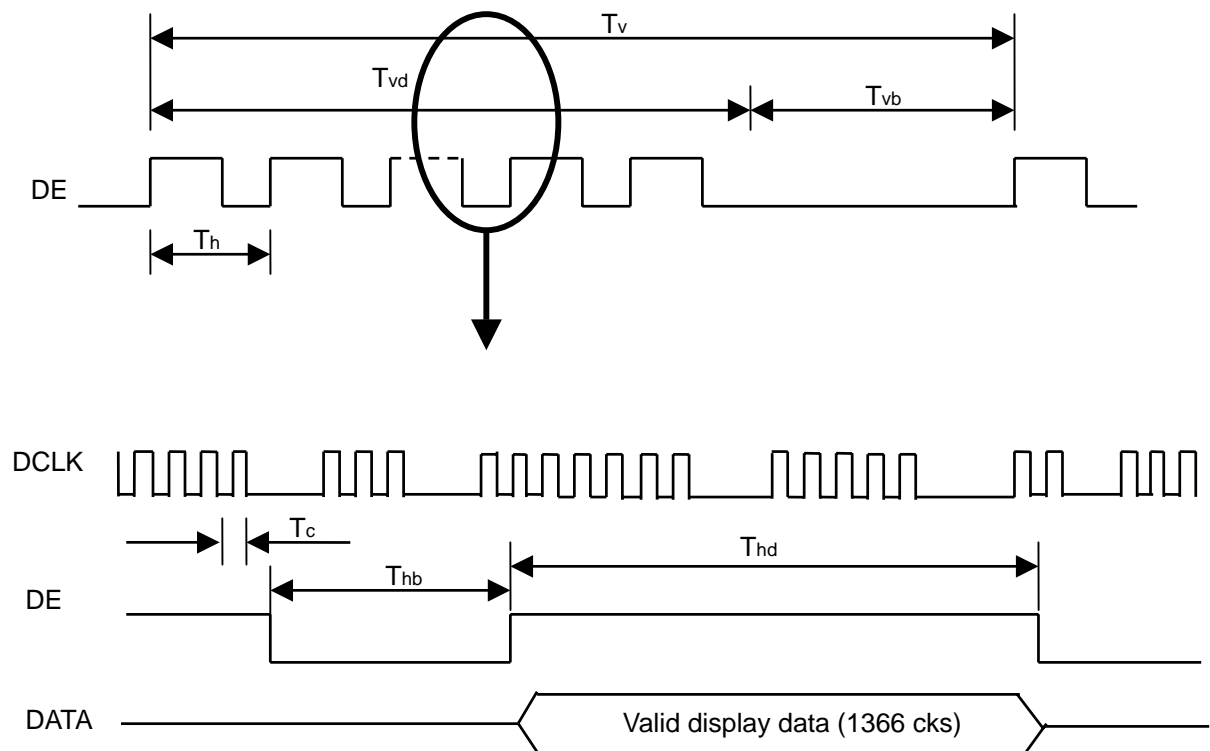 Tv
Tvd
Tvb
DE
Th
DCLK
Tc
Thd
Thb
DE
DATA
Valid display data (1366 cks)